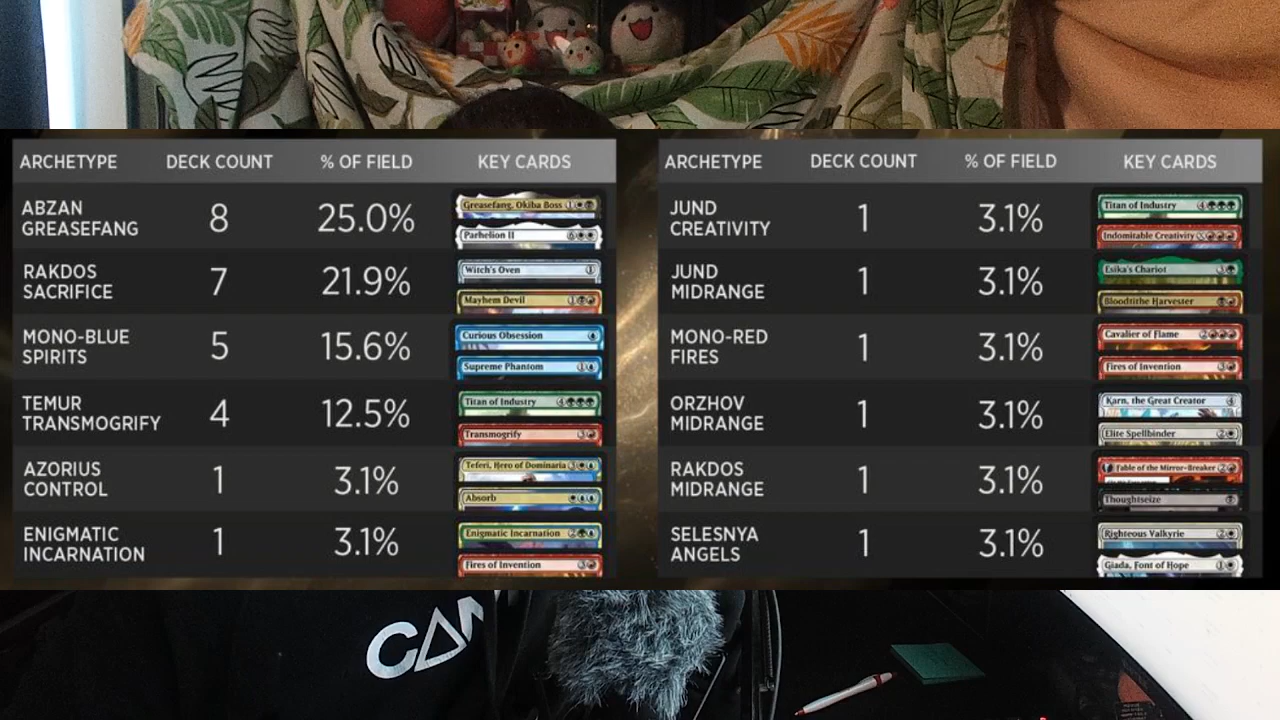 ARCHETYPE DECK COUNT % OF FIELD KEY CARDS
ABZAN
GREASEFANG
8 25.0%
Greasefang, Okiba Boss
Parhelion II
RAKDOS
SACRIFICE
7 21.9%
Witch's Oven
Mayhem Devil
MONO-BLUE
SPIRITS
5 15.6%
Curious Obsession
Supreme Phantom
TEMUR
TRANSMOGRIFY
4 12.5%
Titan of Industry
Transmogrify
AZORIUS
CONTROL
1 3.1%
Teferi, Hero of Dominaria
Absorb
ENIGMATIC
INCARNATION
1 3.1%
Enigmatic Incarnation
Fires of Invention
ARCHETYPE DECK COUNT % OF FIELD KEY CARDS
JUND
CREATIVITY
1 3.1%
Titan of Industry
Indomitable Creativity
JUND
MIDRANGE
1 3.1%
Esika's Chariot
Bloodtithe Harvester
MONO-RED
FIRES
1 3.1%
Cavalier of Flame
Fires of Invention
ORZHOV
MIDRANGE
1 3.1%
Karn, the Great Creator
Elite Spellbinder
RAKDOS
MIDRANGE
1 3.1%
Fable of the Mirror-Breaker
Thoughtseize
SELESNYA
ANGELS
1 3.1%
Righteous Valkyrie
Giada, Font of Hope